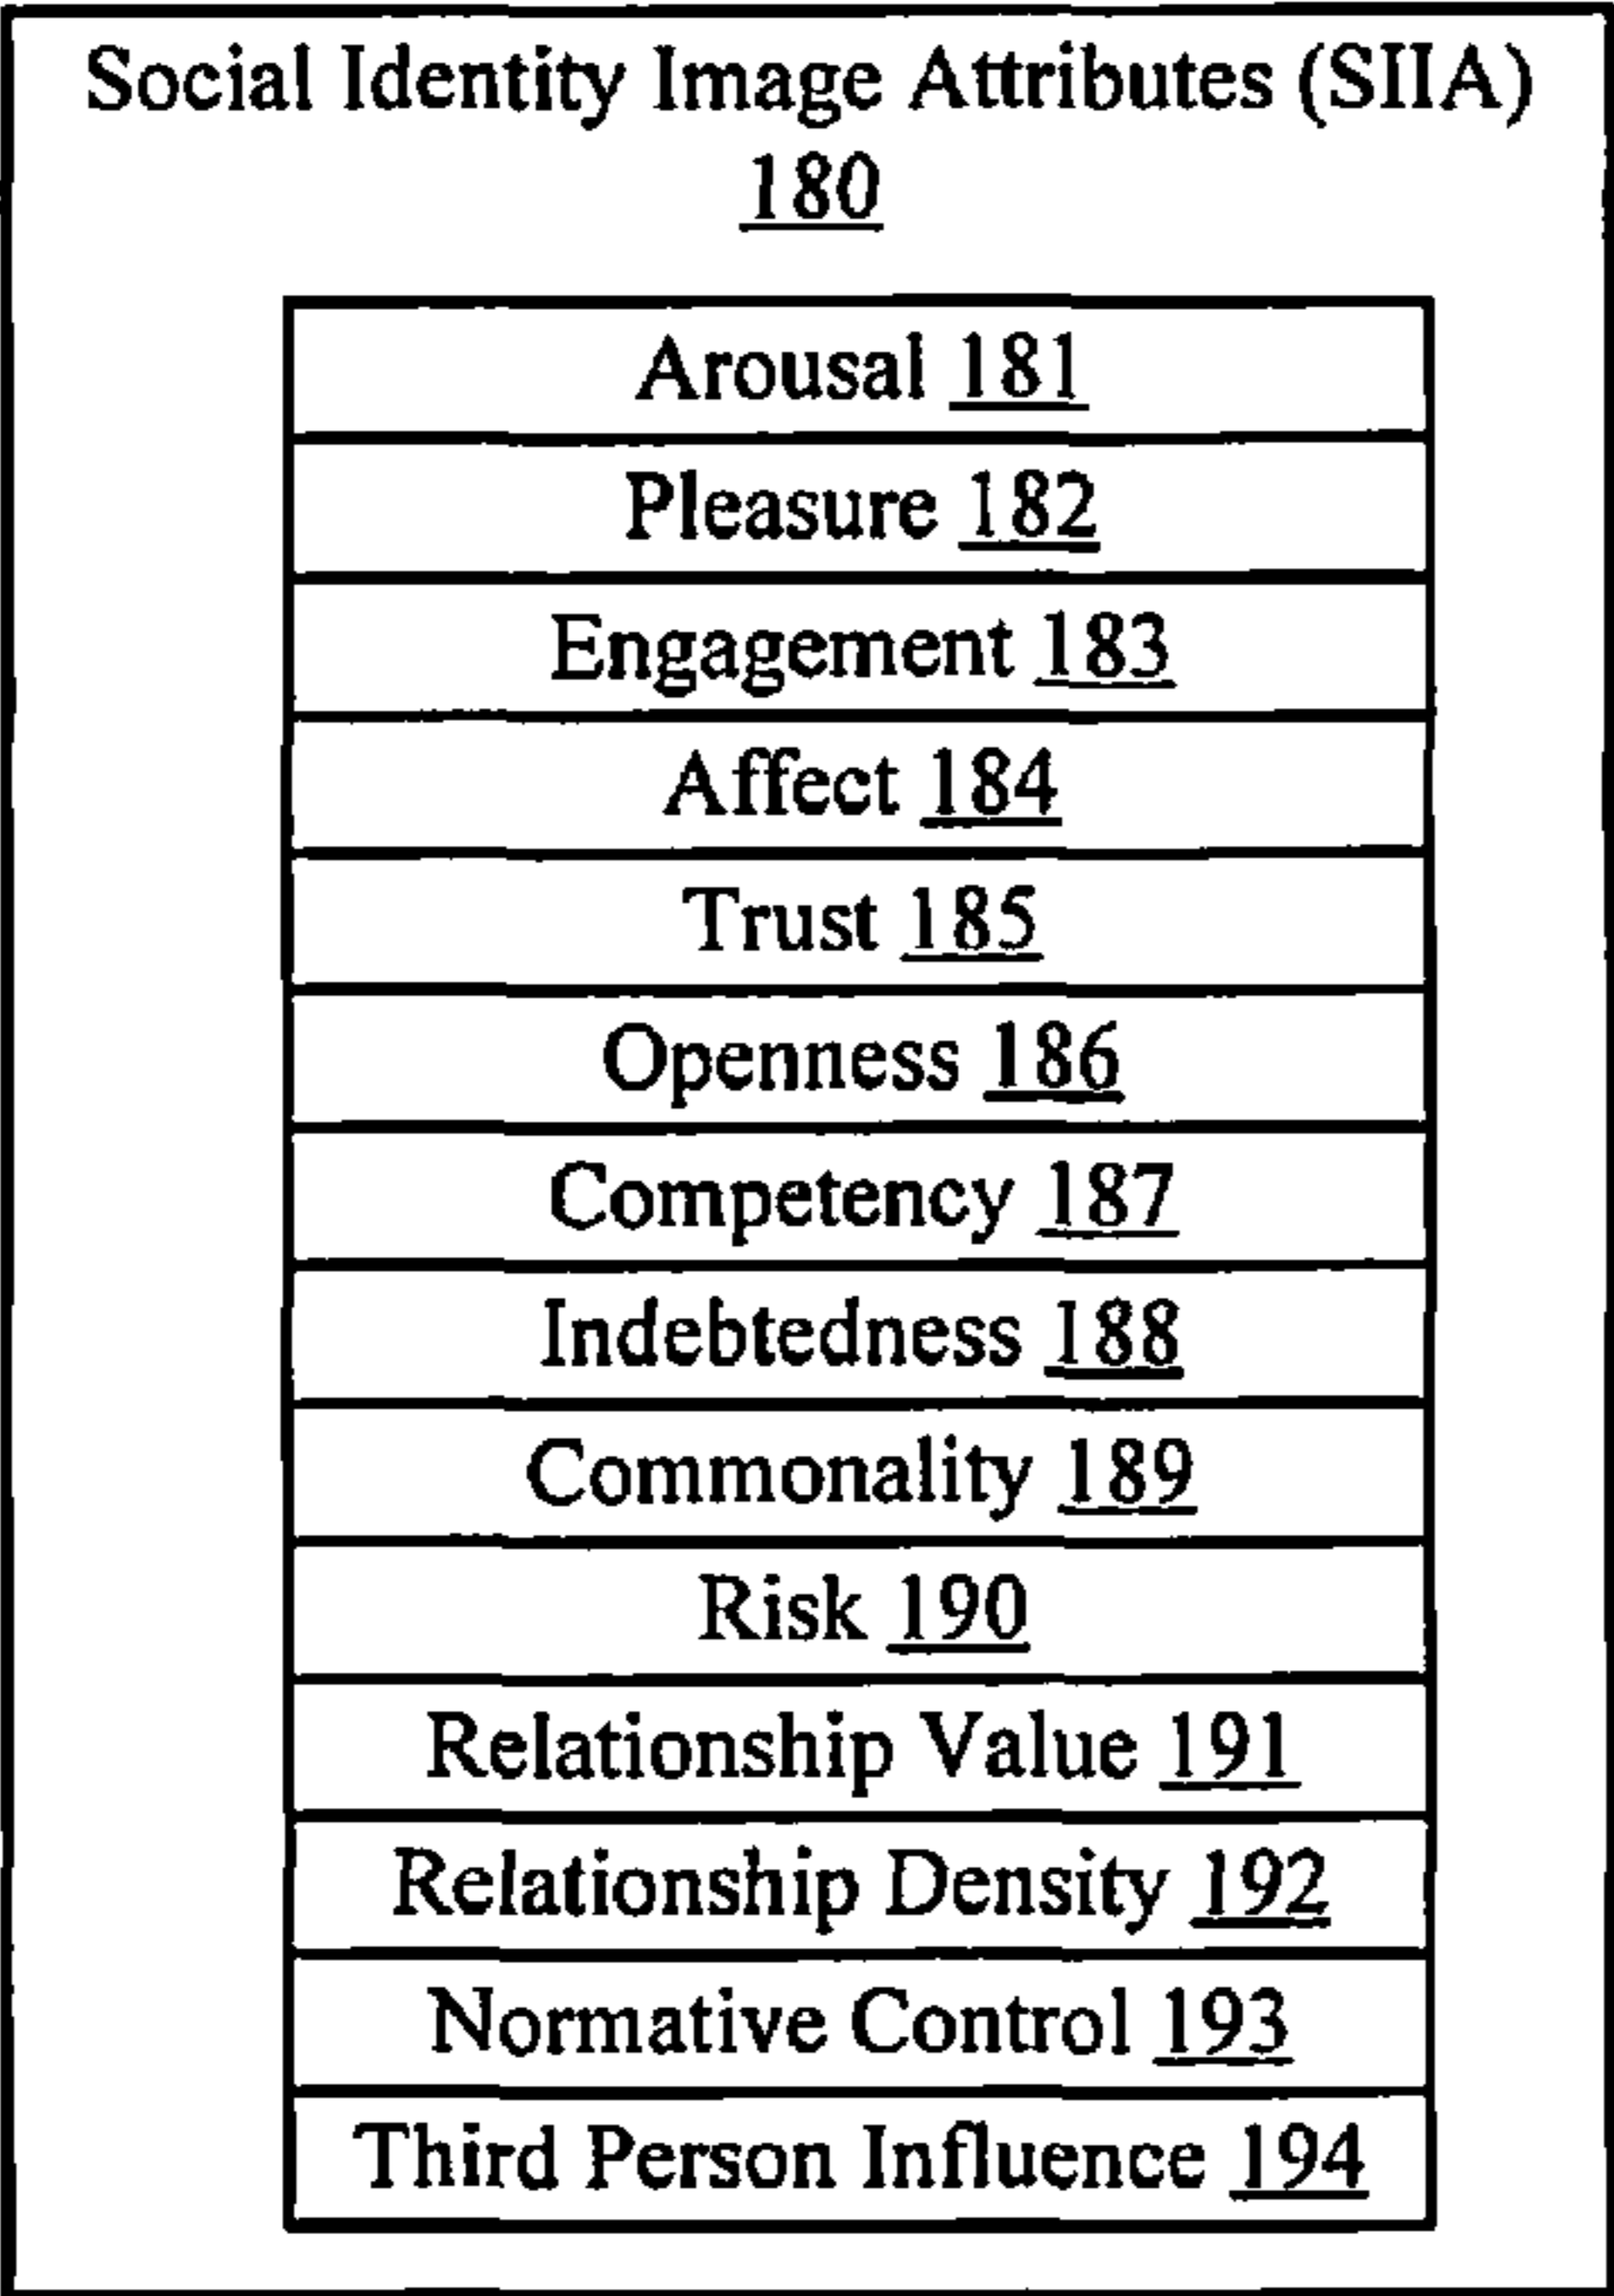 Social Identity Image Attributes (SIIA)
180
Arousal 181
Pleasure 182
Engagement 183
Affect 184
Trust 185
Openness 186
Competency 187
Indebtedness 188
Commonality 189
Risk 190
Relationship Value 191
Relationship Density 192
Normative Control 193
Third Person Influence 194